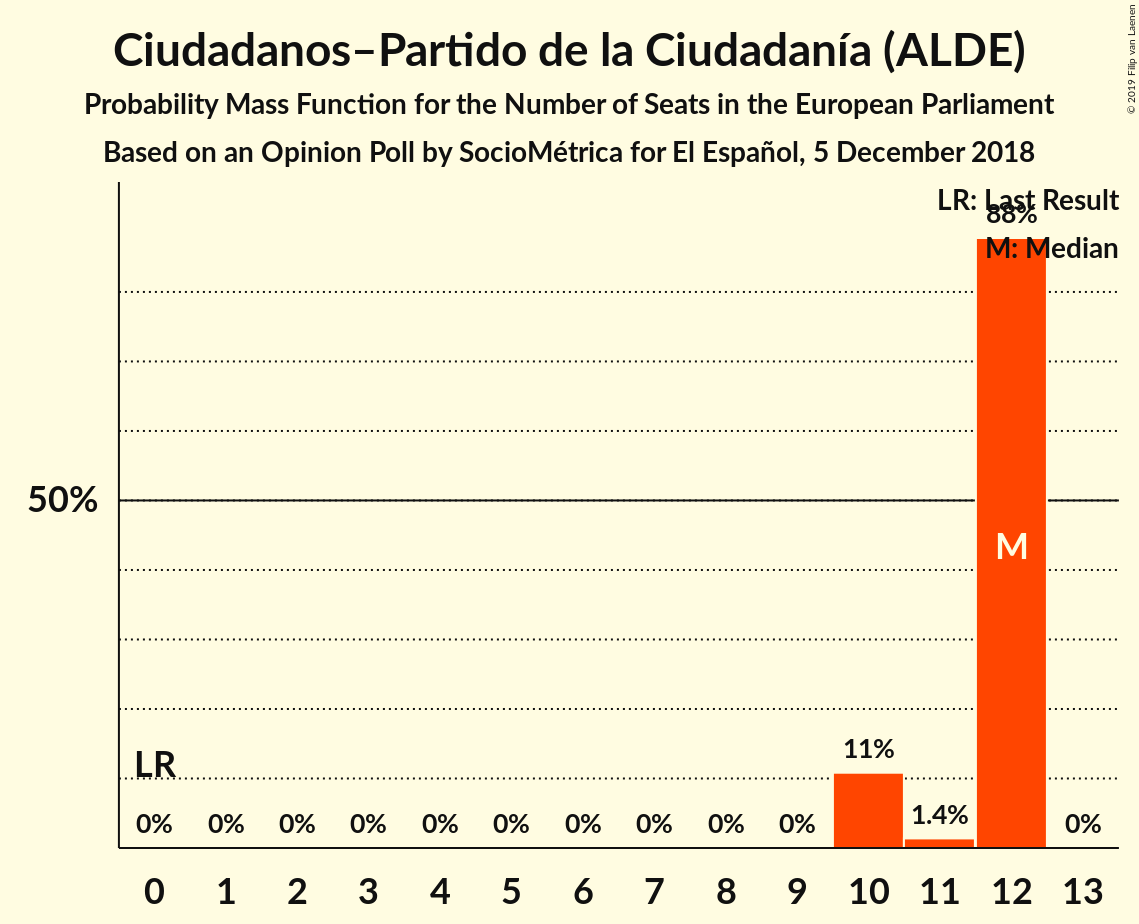 Ciudadanos–Partido de la Ciudadanía (ALDE)
Probability Mass Function for the Number of Seats in the European Parliament
Based on an Opinion Poll by SocioMétrica for El Español, 5 December 2018
© 2019 Filip van Laenen
LR: Last Result
88%
M: Median
50%
M
LR
11%
1.4%
0% 0% 0% 0% 0% 0% 0% 0% 0% 0% 0%
0 1 2 3 4 5 6 7 8 9 10 11 12 13